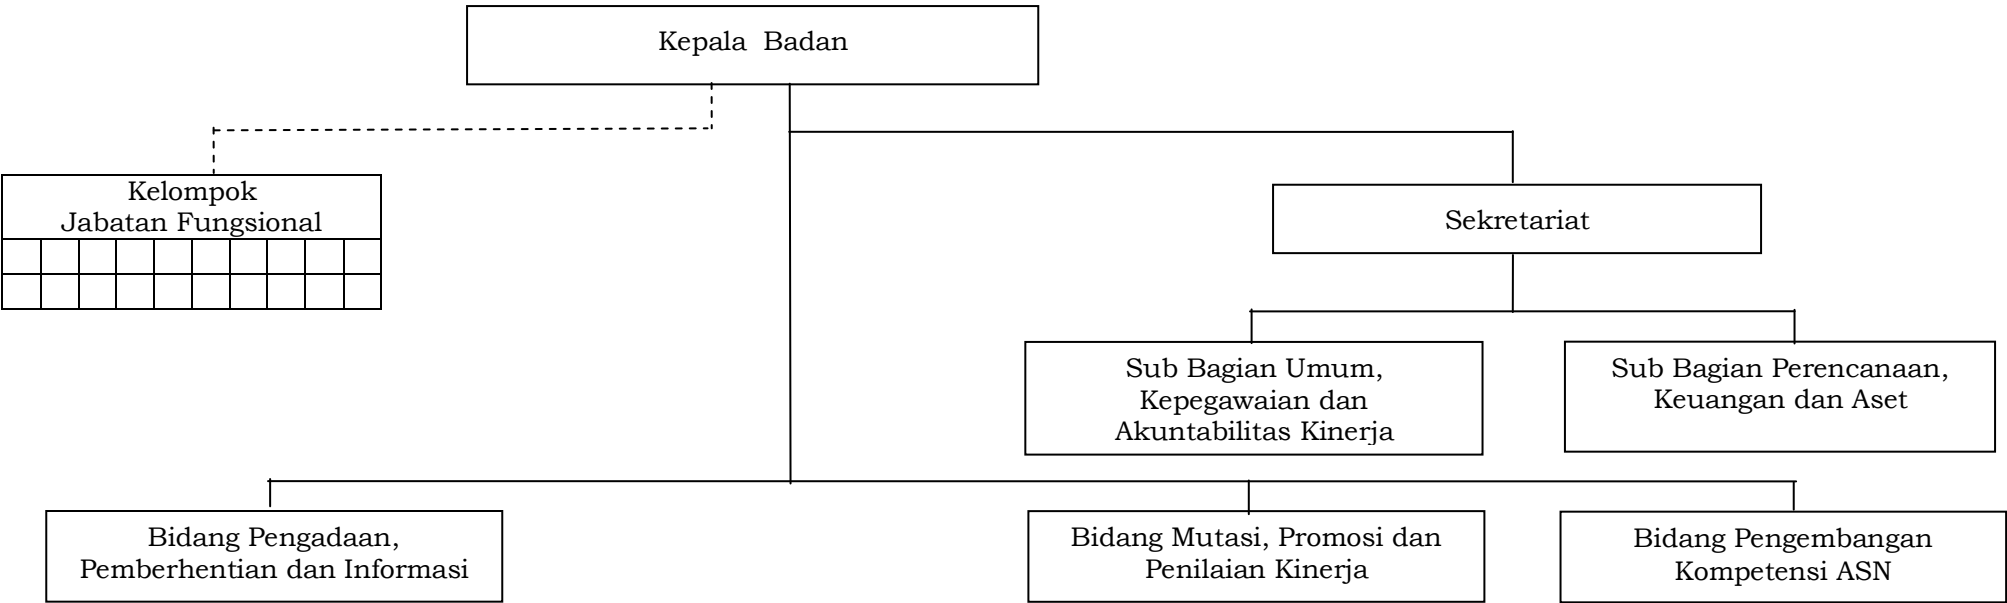 Kepala Badan
Kelompok
Jabatan Fungsional
Sekretariat
Sub Bagian Umum,
Kepegawaian dan
Akuntabilitas Kinerja
Sub Bagian Perencanaan,
Keuangan dan Aset
Bidang Pengadaan,
Pemberhentian dan Informasi
Bidang Mutasi, Promosi dan
Penilaian Kinerja
Bidang Pengembangan
Kompetensi ASN